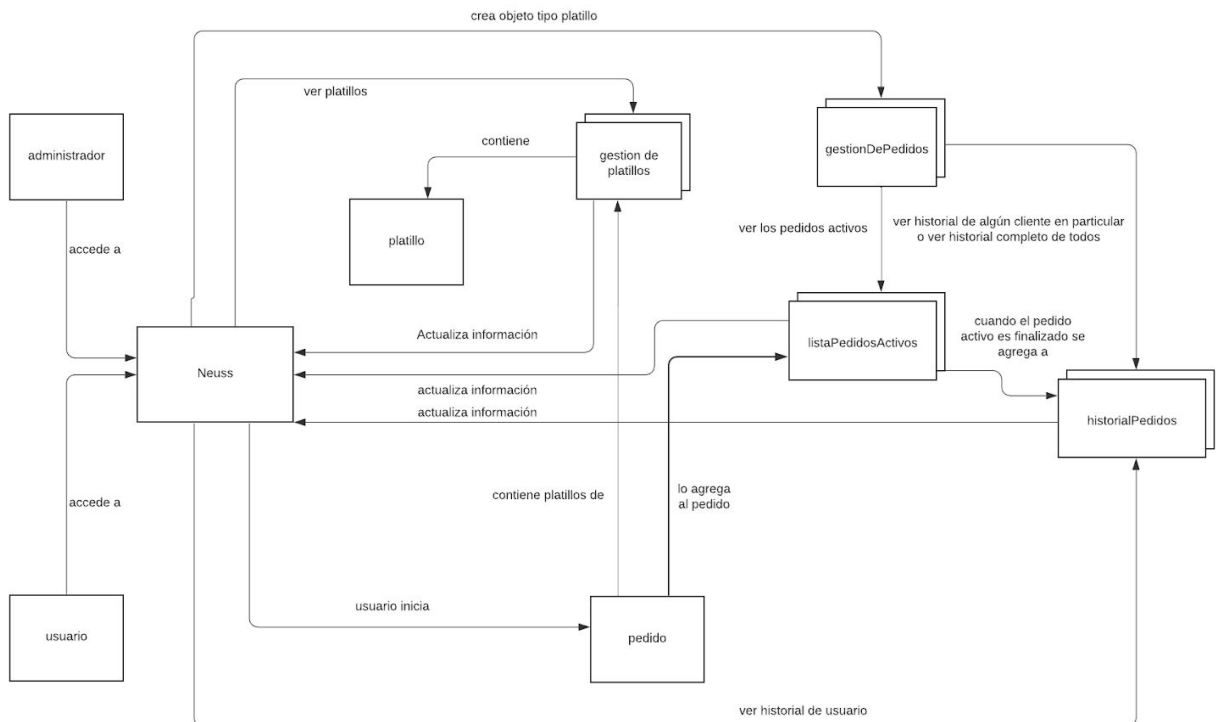 crea objeto tipo platillo
ver platillos
administrador
contiene
gestion de
platillos
gestionDePedidos
platillo
ver los pedidos activos
ver historial de algún cliente en particular
o ver historial completo de todos
accede a
Actualiza información
listaPedidosActivos
cuando el pedido
activo es finalizado se
agrega a
Neuss
actualiza información
actualiza información
historialPedidos
accede a
contiene platillos de
lo agrega
al pedido
usuario inicia
usuario
pedido
ver historial de usuario